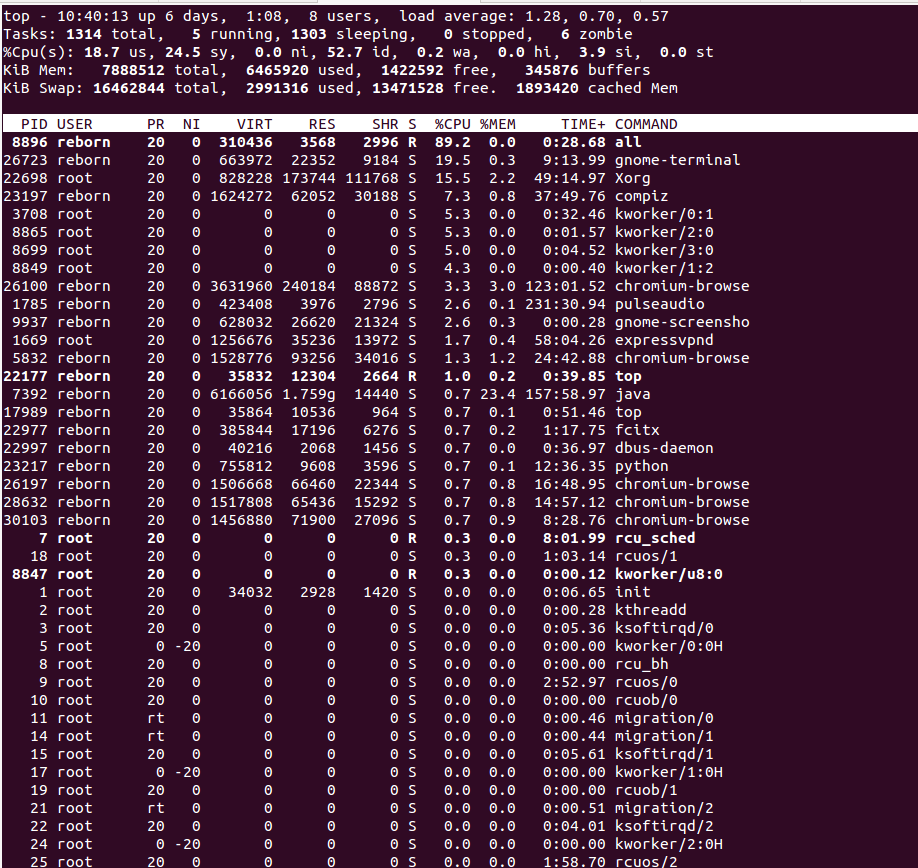 top - 10:40:13 up 6 days,  1:08,  8 users,  load average: 1.28, 0.70, 0.57
Tasks: 1314 total,   5 running, 1303 sleeping,   0 stopped,   6 zombie
%Cpu(s): 18.7 us, 24.5 sy,  0.0 ni, 52.7 id,  0.2 wa,  0.0 hi,  3.9 si,  0.0 st
KiB Mem:   7888512 total,  6465920 used,  1422592 free,   345876 buffers
KiB Swap: 16462844 total,  2991316 used, 13471528 free.  1893420 cached Mem
PID USER      PR  NI    VIRT    RES    SHR S  %CPU %MEM     TIME+ COMMAND
8896 reborn    20   0  310436   3568   2996 R  89.2  0.0   0:28.68 all
26723 reborn    20   0  663972  22352   9184 S  19.5  0.3   9:13.99 gnome-terminal
22698 root      20   0  828228 173744 111768 S  15.5  2.2  49:14.97 Xorg
23197 reborn    20   0 1624272  62052  30188 S   7.3  0.8  37:49.76 compiz
3708 root      20   0       0      0      0 S   5.3  0.0   0:32.46 kworker/0:1
8865 root      20   0       0      0      0 S   5.3  0.0   0:01.57 kworker/2:0
8699 root      20   0       0      0      0 S   5.0  0.0   0:04.52 kworker/3:0
8849 root      20   0       0      0      0 S   4.3  0.0   0:00.40 kworker/1:2
26100 reborn    20   0 3631960 240184  88872 S   3.3  3.0 123:01.52 chromium-browse
1785 reborn    20   0  423408   3976   2796 S   2.6  0.1 231:30.94 pulseaudio
9937 reborn    20   0  628032  26620  21324 S   2.6  0.3   0:00.28 gnome-screensho
1669 root      20   0 1256676  35236  13972 S   1.7  0.4  58:04.26 expressvpnd
5832 reborn    20   0 1528776  93256  34016 S   1.3  1.2  24:42.88 chromium-browse
22177 reborn    20   0   35832  12304   2664 R   1.0  0.2   0:39.85 top
7392 reborn    20   0 6166056 1.759g  14440 S   0.7 23.4 157:58.97 java
17989 reborn    20   0   35864  10536    964 S   0.7  0.1   0:51.46 top
22977 reborn    20   0  385844  17196   6276 S   0.7  0.2   1:17.75 fcitx
22997 reborn    20   0   40216   2068   1456 S   0.7  0.0   0:36.97 dbus-daemon
23217 reborn    20   0  755812   9608   3596 S   0.7  0.1  12:36.35 python
26197 reborn    20   0 1506668  66460  22344 S   0.7  0.8  16:48.95 chromium-browse
28632 reborn    20   0 1517808  65436  15292 S   0.7  0.8  14:57.12 chromium-browse
30103 reborn    20   0 1456880  71900  27096 S   0.7  0.9   8:28.76 chromium-browse
7 root      20   0       0      0      0 R   0.3  0.0   8:01.99 rcu_sched
18 root      20   0       0      0      0 S   0.3  0.0   1:03.14 rcuos/1
8847 root      20   0       0      0      0 R   0.3  0.0   0:00.12 kworker/u8:0
1 root      20   0   34032   2928   1420 S   0.0  0.0   0:06.65 init
2 root      20   0       0      0      0 S   0.0  0.0   0:00.28 kthreadd
3 root      20   0       0      0      0 S   0.0  0.0   0:05.36 ksoftirqd/0
5 root       0 -20       0      0      0 S   0.0  0.0   0:00.00 kworker/0:0H
8 root      20   0       0      0      0 S   0.0  0.0   0:00.00 rcu_bh
9 root      20   0       0      0      0 S   0.0  0.0   2:52.97 rcuos/0
10 root      20   0       0      0      0 S   0.0  0.0   0:00.00 rcuob/0
11 root      rt   0       0      0      0 S   0.0  0.0   0:00.46 migration/0
14 root      rt   0       0      0      0 S   0.0  0.0   0:00.44 migration/1
15 root      20   0       0      0      0 S   0.0  0.0   0:05.61 ksoftirqd/1
17 root       0 -20       0      0      0 S   0.0  0.0   0:00.00 kworker/1:0H
19 root      20   0       0      0      0 S   0.0  0.0   0:00.00 rcuob/1
21 root      rt   0       0      0      0 S   0.0  0.0   0:00.51 migration/2
22 root      20   0       0      0      0 S   0.0  0.0   0:04.01 ksoftirqd/2
24 root       0 -20       0      0      0 S   0.0  0.0   0:00.00 kworker/2:0H
25 root      20   0       0      0      0 S   0.0  0.0   1:58.70 rcuos/2